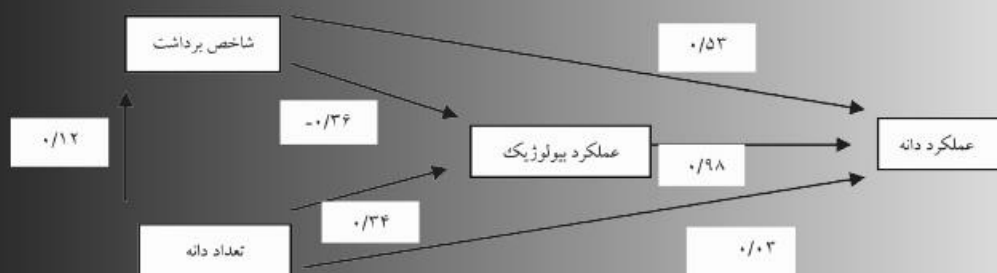 شاخص برداشت
۰/۵۳
۰/۱۲
-۰/۳۶
عملکرد بیولوژیک
عملکرد دانه
۰/۹۸
۰/۳۴
تعداد دانه
۰/۰۳